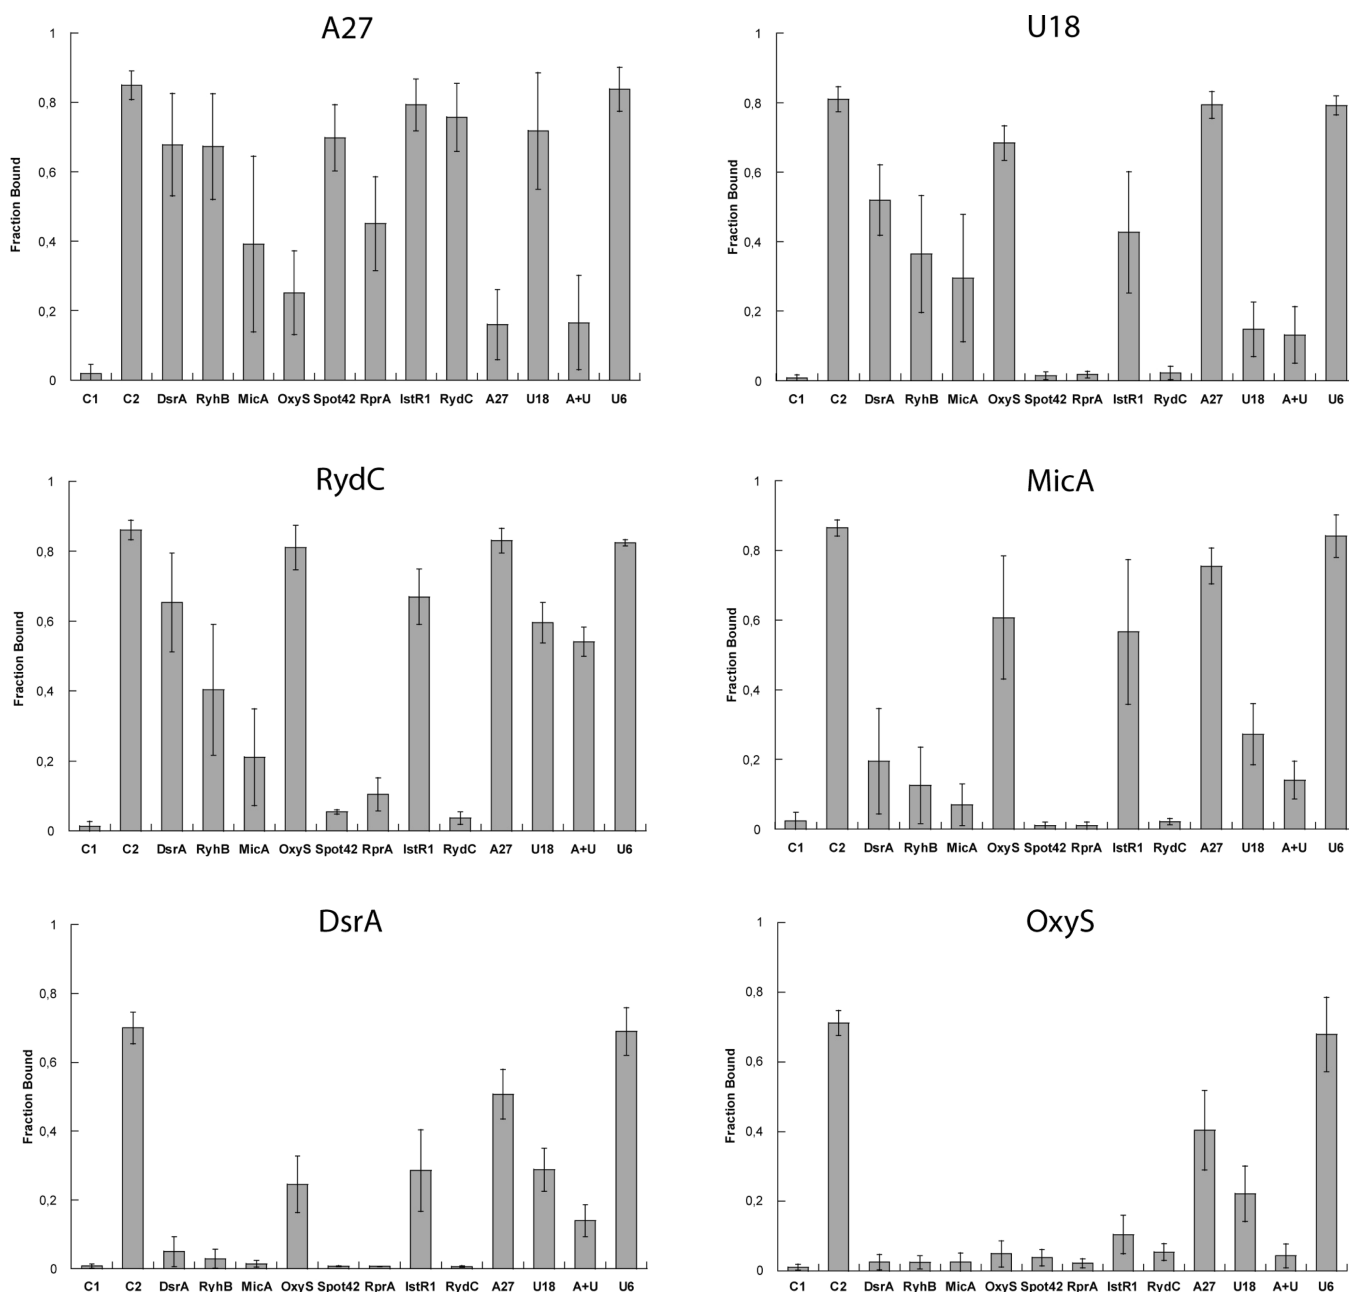 A27
1
0,8
0,6
0,4
0,2
0
Fraction Bound
C1 C2 DsrA RyhB MicA OxyS Spot42 RprA IstR1 RydC A27 U18 A+U U6
U18
1
0,8
0,6
0,4
0,2
0
Fraction Bound
C1 C2 DsrA RyhB MicA OxyS Spot42 RprA IstR1 RydC A27 U18 A+U U6
RydC
1
0,8
0,6
0,4
0,2
0
Fraction Bound
C1 C2 DsrA RyhB MicA OxyS Spot42 RprA IstR1 RydC A27 U18 A+U U6
MicA
1
0,8
0,6
0,4
0,2
0
Fraction Bound
C1 C2 DsrA RyhB MicA OxyS Spot42 RprA IstR1 RydC A27 U18 A+U U6
DsrA
1
0,8
0,6
0,4
0,2
0
Fraction Bound
C1 C2 DsrA RyhB MicA OxyS Spot42 RprA IstR1 RydC A27 U18 A+U U6
OxyS
1
0,8
0,6
0,4
0,2
0
Fraction Bound
C1 C2 DsrA RyhB MicA OxyS Spot42 RprA IstR1 RydC A27 U18 A+U U6